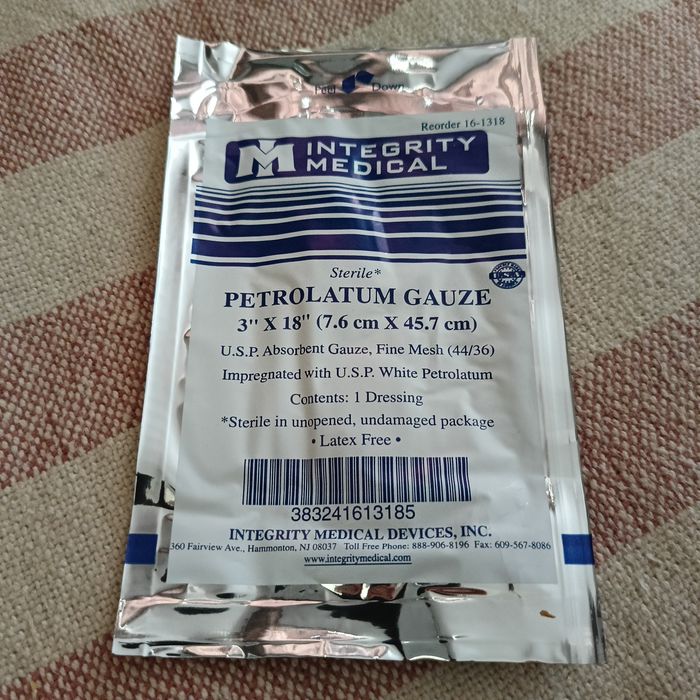 Peel Down
Reorder 16-1318
INTEGRITY
MEDICAL
Sterile*
PETROLATUM GAUZE
3" X 18" (7.6 cm X 45.7 cm)
U.S.P. Absorbent Gauze, Fine Mesh (44/36)
Impregnated with U.S.P. White Petrolatum
Contents: 1 Dressing
*Sterile in unopened, undamaged package
• Latex Free •
383241613185
INTEGRITY MEDICAL DEVICES, INC.
360 Fairview Ave., Hammonton, NJ 08037 Toll Free Phone: 888-906-8196 Fax: 609-567-8086
www.integritymedical.com